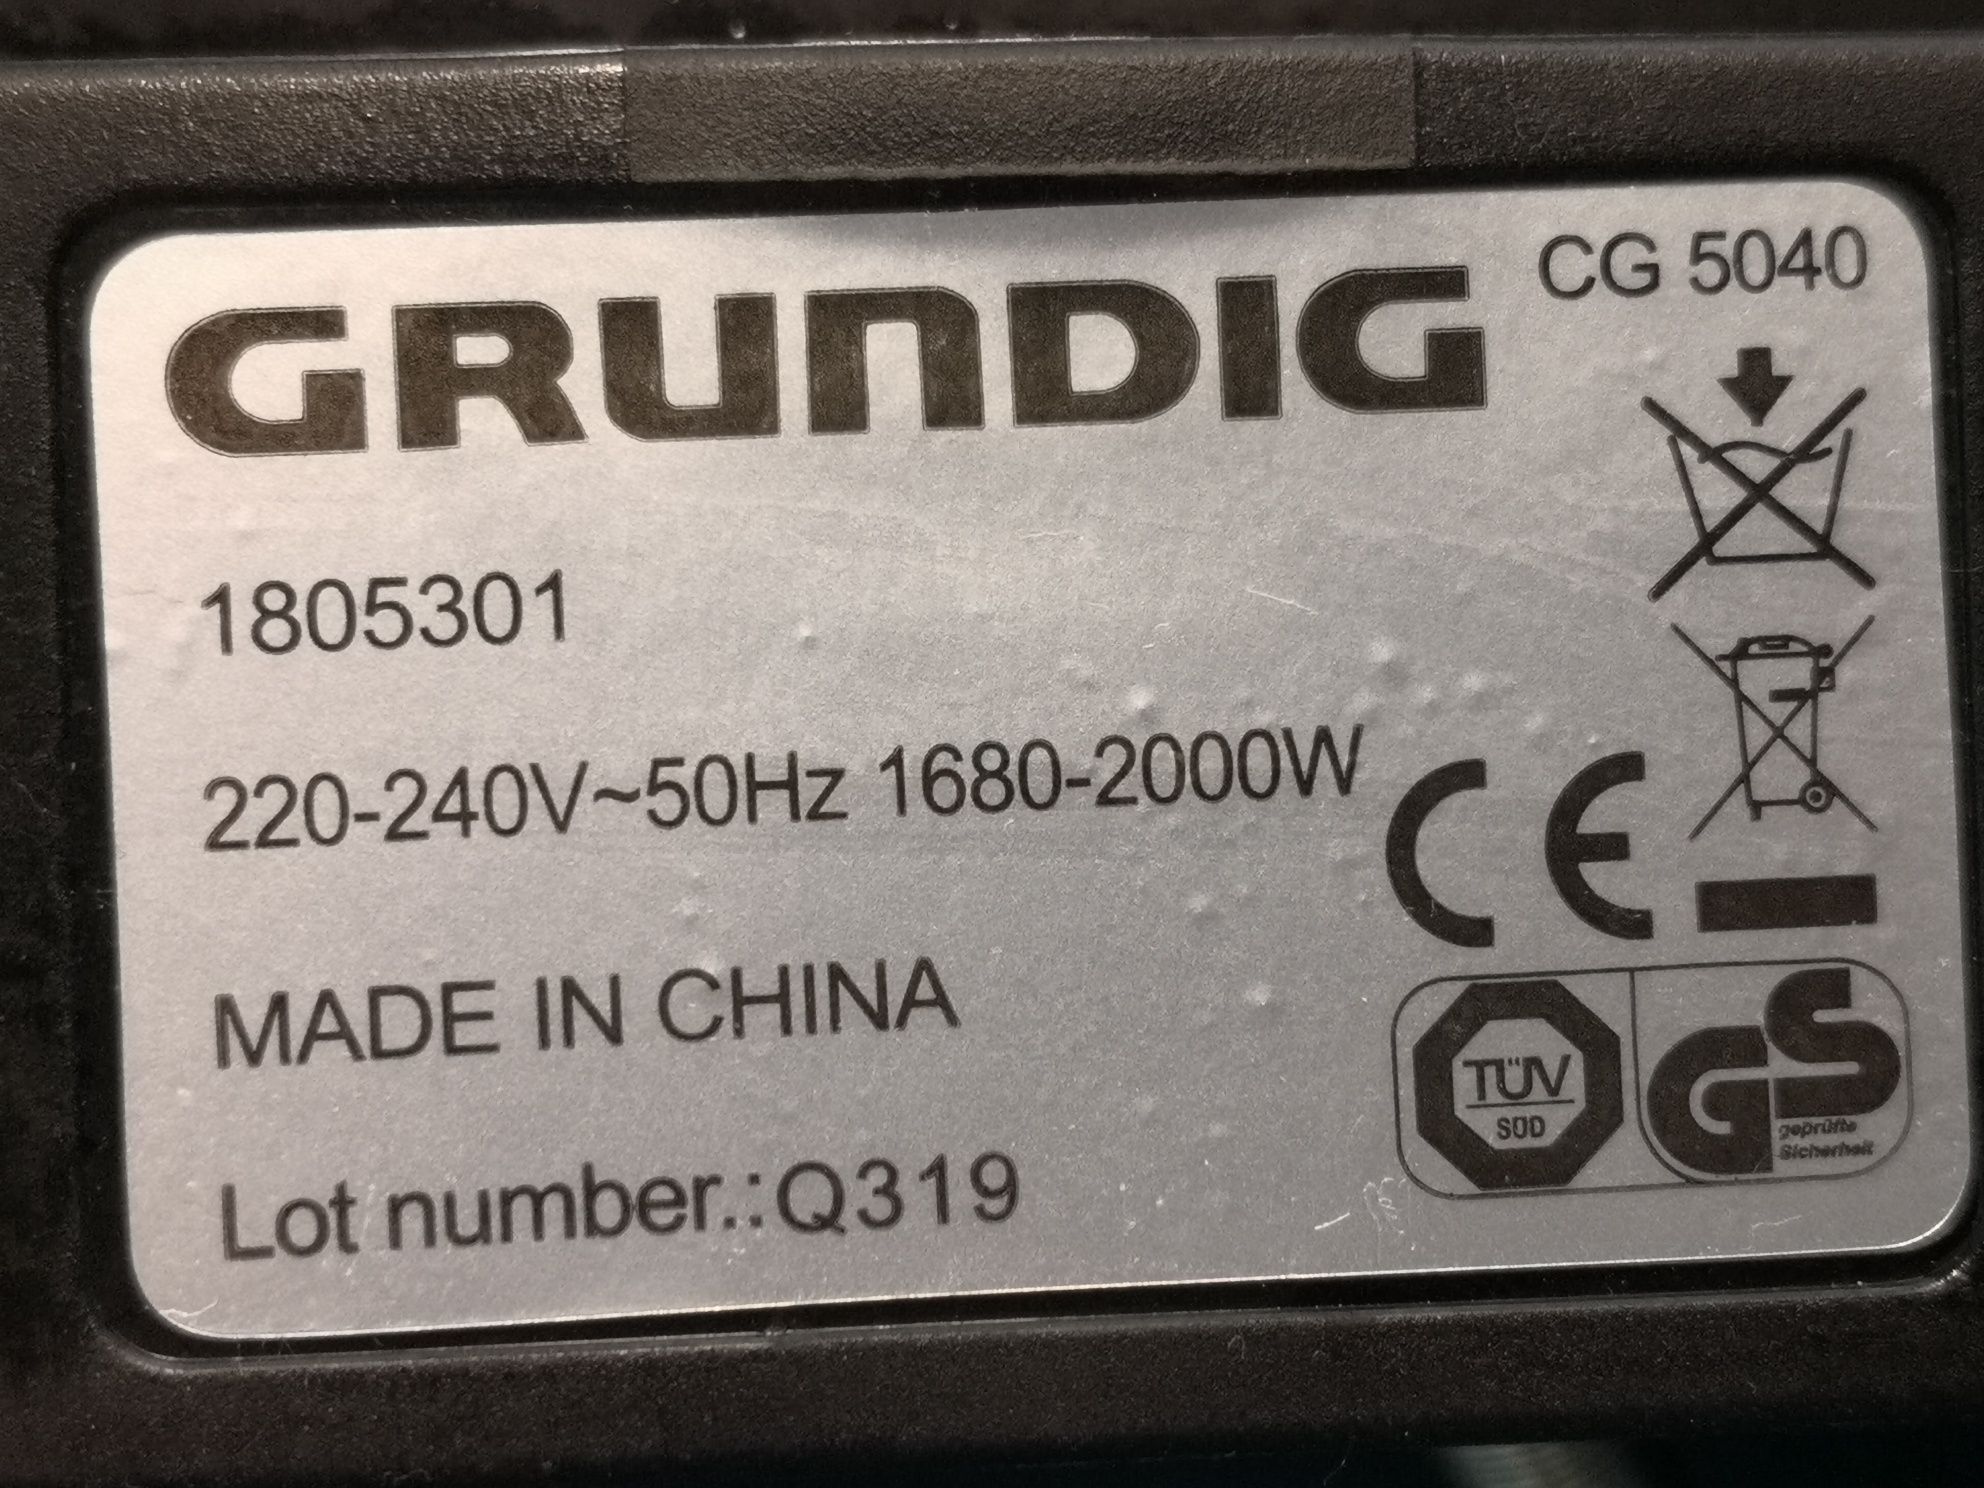 GRUNDIG
CG 5040
1805301
220-240V~50Hz 1680-2000W
CE
MADE IN CHINA
TÜV
SÜD
GS
geprüfte
Sicherheit
Lot number.:Q319